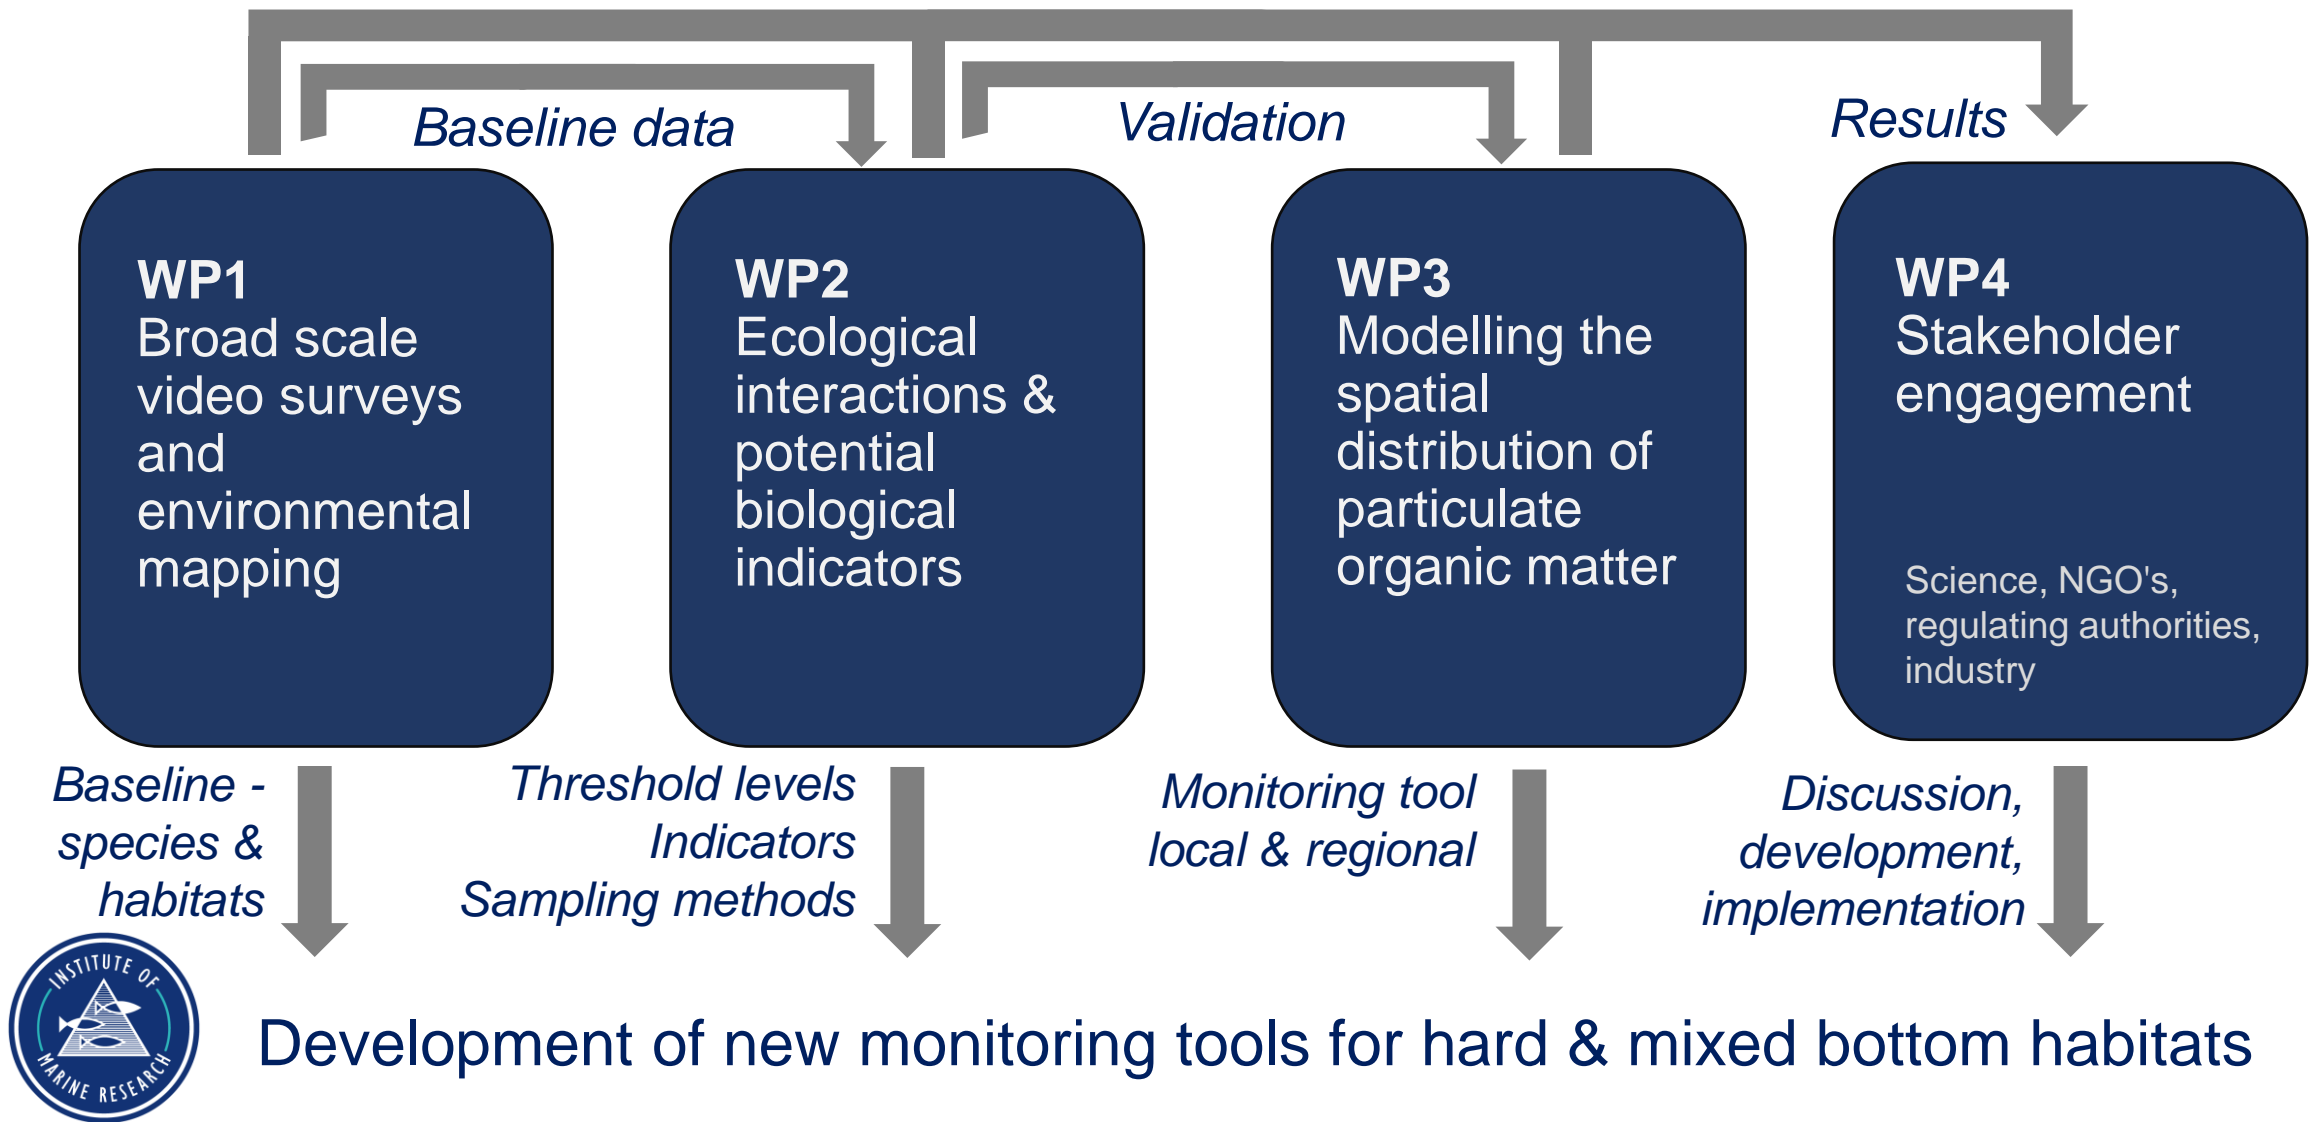 Baseline data
Validation
Results
WP1
Broad scale
video surveys
and
environmental
mapping
WP2
Ecological
interactions &
potential
biological
indicators
WP3
Modelling the
spatial
distribution of
particulate
organic matter
WP4
Stakeholder
engagement
Science, NGO's,
regulating authorities,
industry
Baseline -
species &
habitats
Threshold levels
Indicators
Sampling methods
Monitoring tool
local & regional
Discussion,
development,
implementation
INSTITUTE OF
MARINE RESEARCH
Development of new monitoring tools for hard & mixed bottom habitats